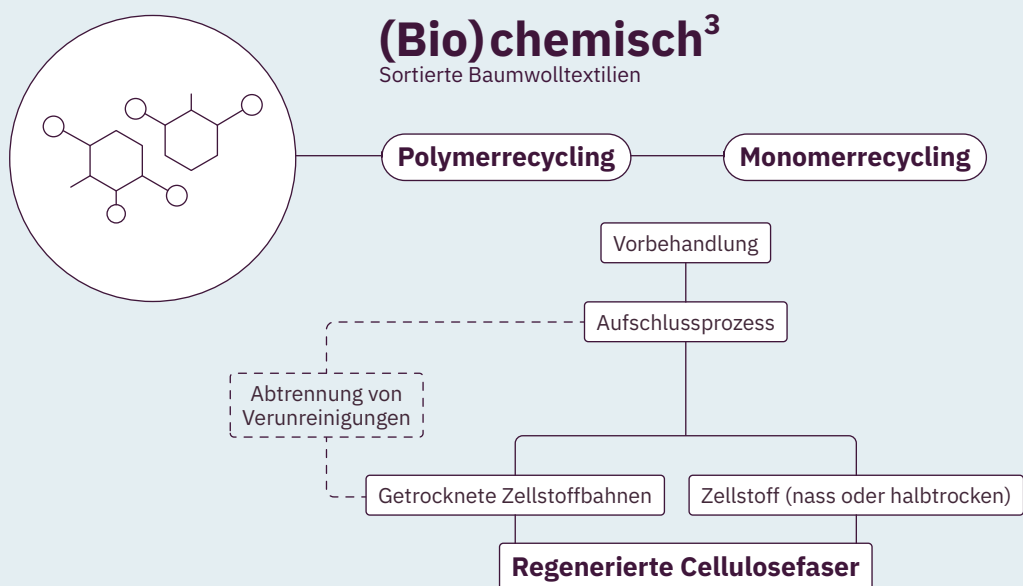 (Bio)chemisch³
Sortierte Baumwolltextilien
Polymerrecycling
Monomerrecycling
Vorbehandlung
Aufschlussprozess
Abtrennung von
Verunreinigungen
Getrocknete Zellstoffbahnen
Zellstoff (nass oder halbtrocken)
Regenerierte Cellulosefaser